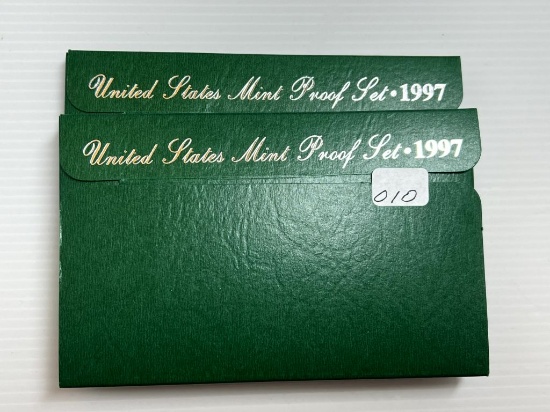 United States Mint Proof Set • 1997
United States Mint Proof Set • 1997
010